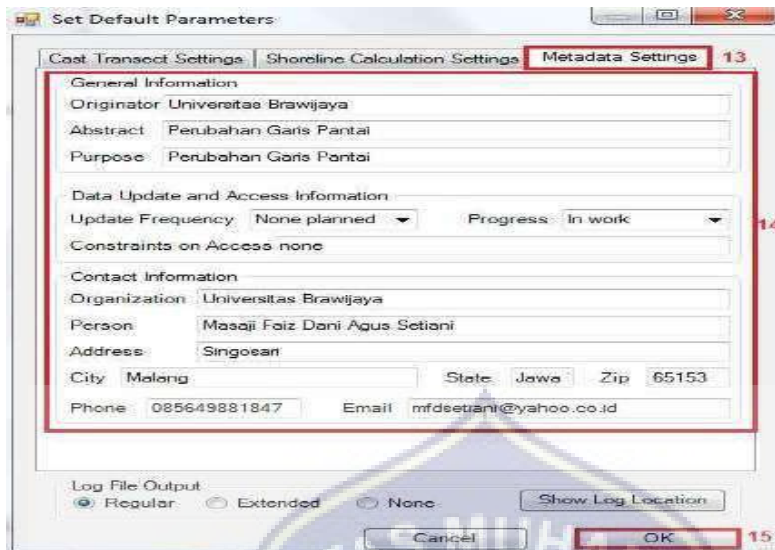 Set Default Parameters
Cast Transect Settings Shoreline Calculation Settings Metadada Settings 13
General Information
Originator Universitas Brawijaya
Abstract Perubahan Garis Pantai
Purpose Perubahan Garis Pantai
Data Update and Access Information
Update Frequency None planned Progress In work
14
Constraints on Access none
Contact Information
Organization Universitas Brawijaya
Person Masaji Faiz Dani Agus Setiani
Address Singosari
City Malang State Jawa Zip 65153
Phone 085649881847 Email mfdsetiani@yahoo.co.id
Log File Output
Regular Extended None Show Log Location
Cancel OK 15
S MUH